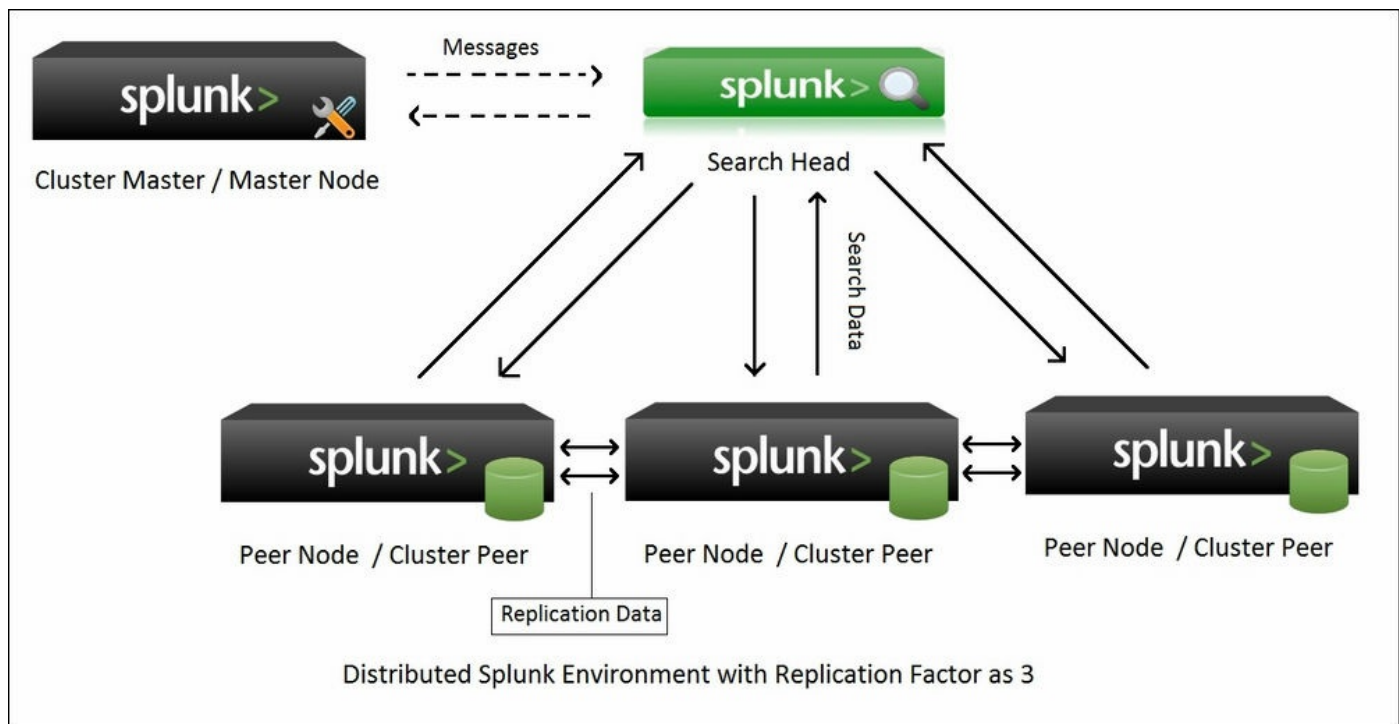 Messages
splunk>
splunk>
Cluster Master / Master Node
Search Head
Search Data
splunk>
splunk>
splunk>
Peer Node / Cluster Peer
Peer Node / Cluster Peer
Peer Node / Cluster Peer
Replication Data
Distributed Splunk Environment with Replication Factor as 3